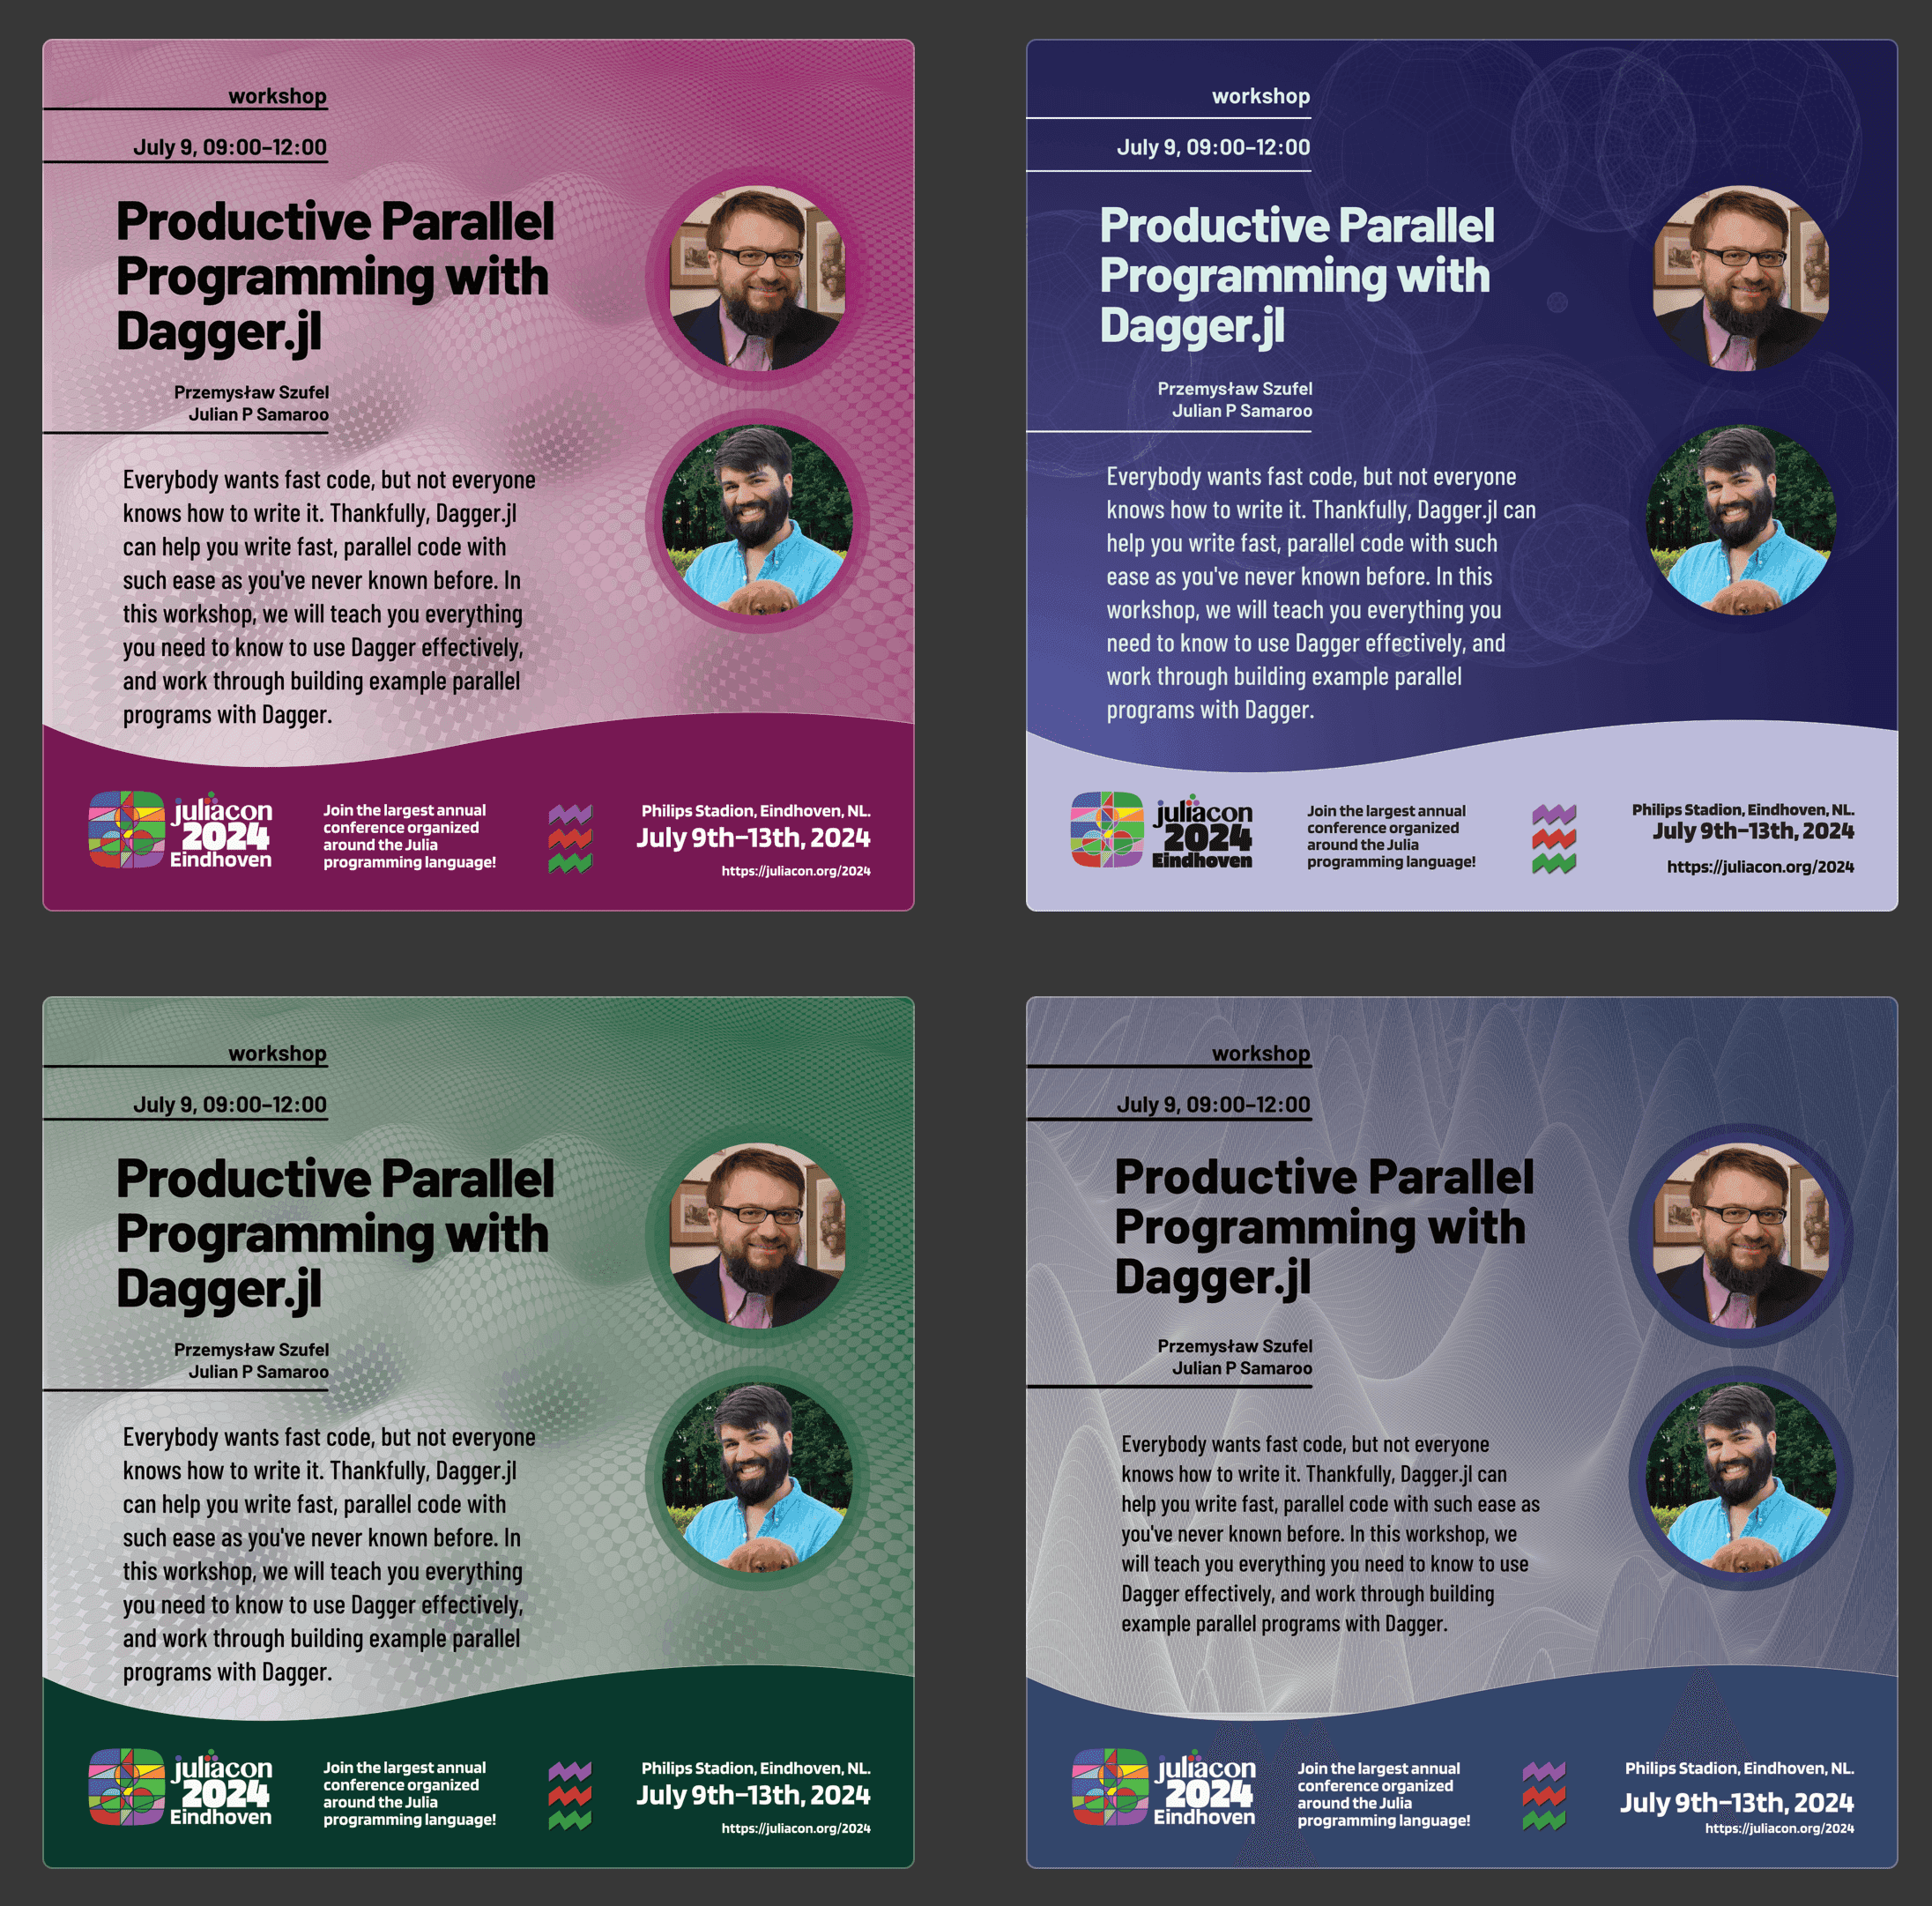 workshop
July 9, 09:00–12:00
Productive Parallel
Programming with
Dagger.jl
Przemysław Szufel
Julian P Samaroo
Everybody wants fast code, but not everyone
knows how to write it. Thankfully, Dagger.jl
can help you write fast, parallel code with
such ease as you've never known before. In
this workshop, we will teach you everything
you need to know to use Dagger effectively,
and work through building example parallel
programs with Dagger.
juliacon
2024
Eindhoven
Join the largest annual
conference organized
around the Julia
programming language!
Philips Stadion, Eindhoven, NL.
July 9th–13th, 2024
https://juliacon.org/2024
workshop
July 9, 09:00–12:00
Productive Parallel
Programming with
Dagger.jl
Przemysław Szufel
Julian P Samaroo
Everybody wants fast code, but not everyone
knows how to write it. Thankfully, Dagger.jl can
help you write fast, parallel code with such
ease as you've never known before. In this
workshop, we will teach you everything you
need to know to use Dagger effectively, and
work through building example parallel
programs with Dagger.
juliacon
2024
Eindhoven
Join the largest annual
conference organized
around the Julia
programming language!
Philips Stadion, Eindhoven, NL.
July 9th–13th, 2024
https://juliacon.org/2024
workshop
July 9, 09:00–12:00
Productive Parallel
Programming with
Dagger.jl
Przemysław Szufel
Julian P Samaroo
Everybody wants fast code, but not everyone
knows how to write it. Thankfully, Dagger.jl
can help you write fast, parallel code with
such ease as you've never known before. In
this workshop, we will teach you everything
you need to know to use Dagger effectively,
and work through building example parallel
programs with Dagger.
juliacon
2024
Eindhoven
Join the largest annual
conference organized
around the Julia
programming language!
Philips Stadion, Eindhoven, NL.
July 9th–13th, 2024
https://juliacon.org/2024
workshop
July 9, 09:00–12:00
Productive Parallel
Programming with
Dagger.jl
Przemysław Szufel
Julian P Samaroo
Everybody wants fast code, but not everyone
knows how to write it. Thankfully, Dagger.jl can
help you write fast, parallel code with such ease as
you've never known before. In this workshop, we
will teach you everything you need to know to use
Dagger effectively, and work through building
example parallel programs with Dagger.
juliacon
2024
Eindhoven
Join the largest annual
conference organized
around the Julia
programming language!
Philips Stadion, Eindhoven, NL.
July 9th–13th, 2024
https://juliacon.org/2024